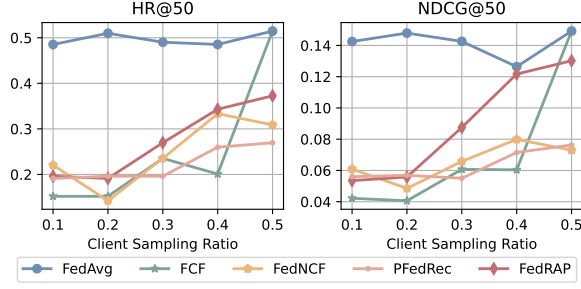 HR@50
0.5
0.4
0.3
0.2
0.1 0.2 0.3 0.4 0.5
Client Sampling Ratio
NDCG@50
0.14
0.12
0.10
0.08
0.06
0.04
0.1 0.2 0.3 0.4 0.5
Client Sampling Ratio
FedAvg FCF FedNCF PFedRec FedRAP